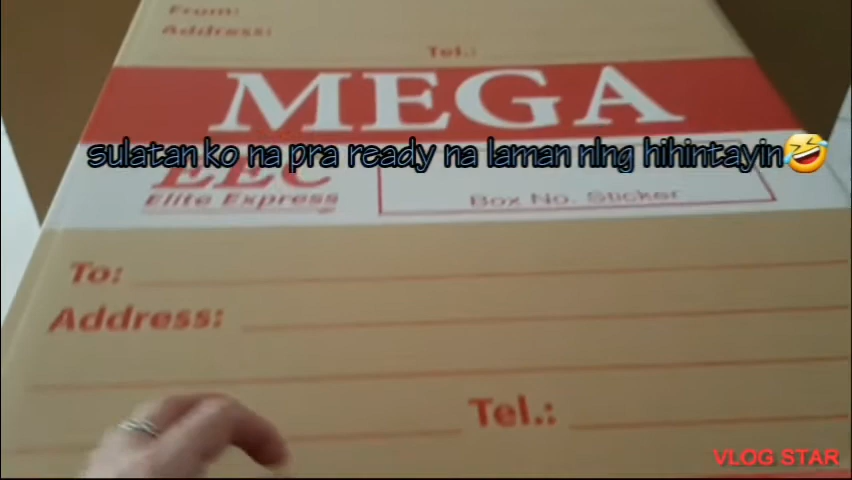 From:
Address:
Tel.:
MEGA
sulatan ko na pra ready na laman nlng hihintayin🤣
EEC
Elite Express
Box No. Sticker
To:
Address:
Tel.:
VLOG STAR